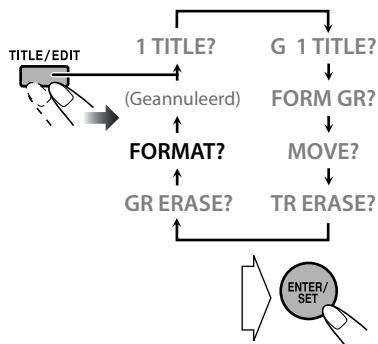 TITLE/EDIT
1 TITLE? G 1 TITLE?
(Geannuleerd) FORM GR?
FORMAT? MOVE?
GR ERASE? TR ERASE?
ENTER/
SET